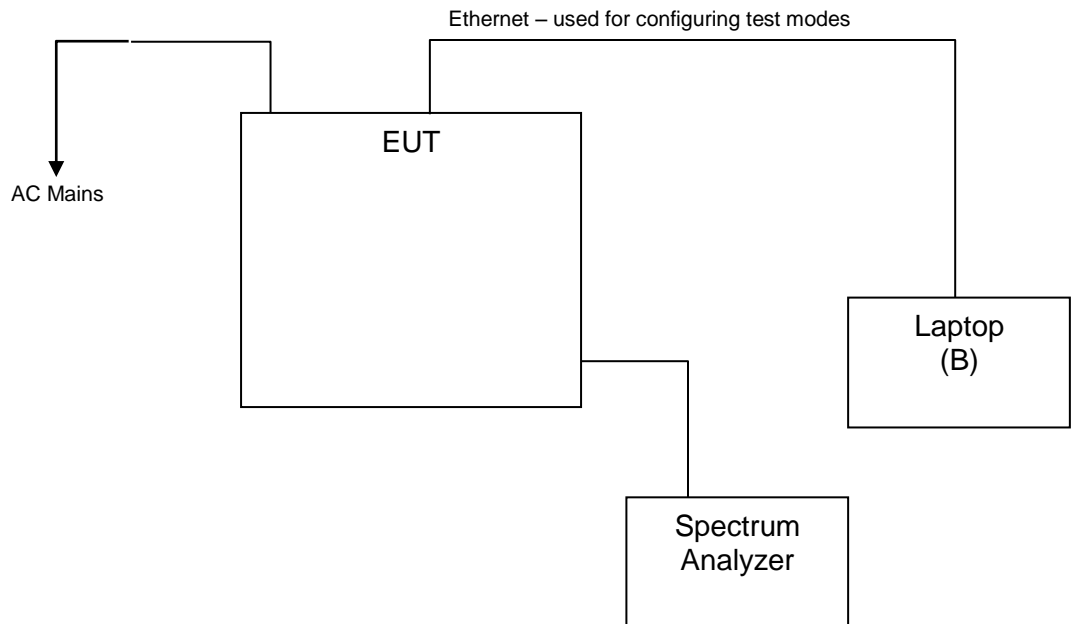 Ethernet – used for configuring test modes
EUT
AC Mains
Laptop
(B)
Spectrum
Analyzer